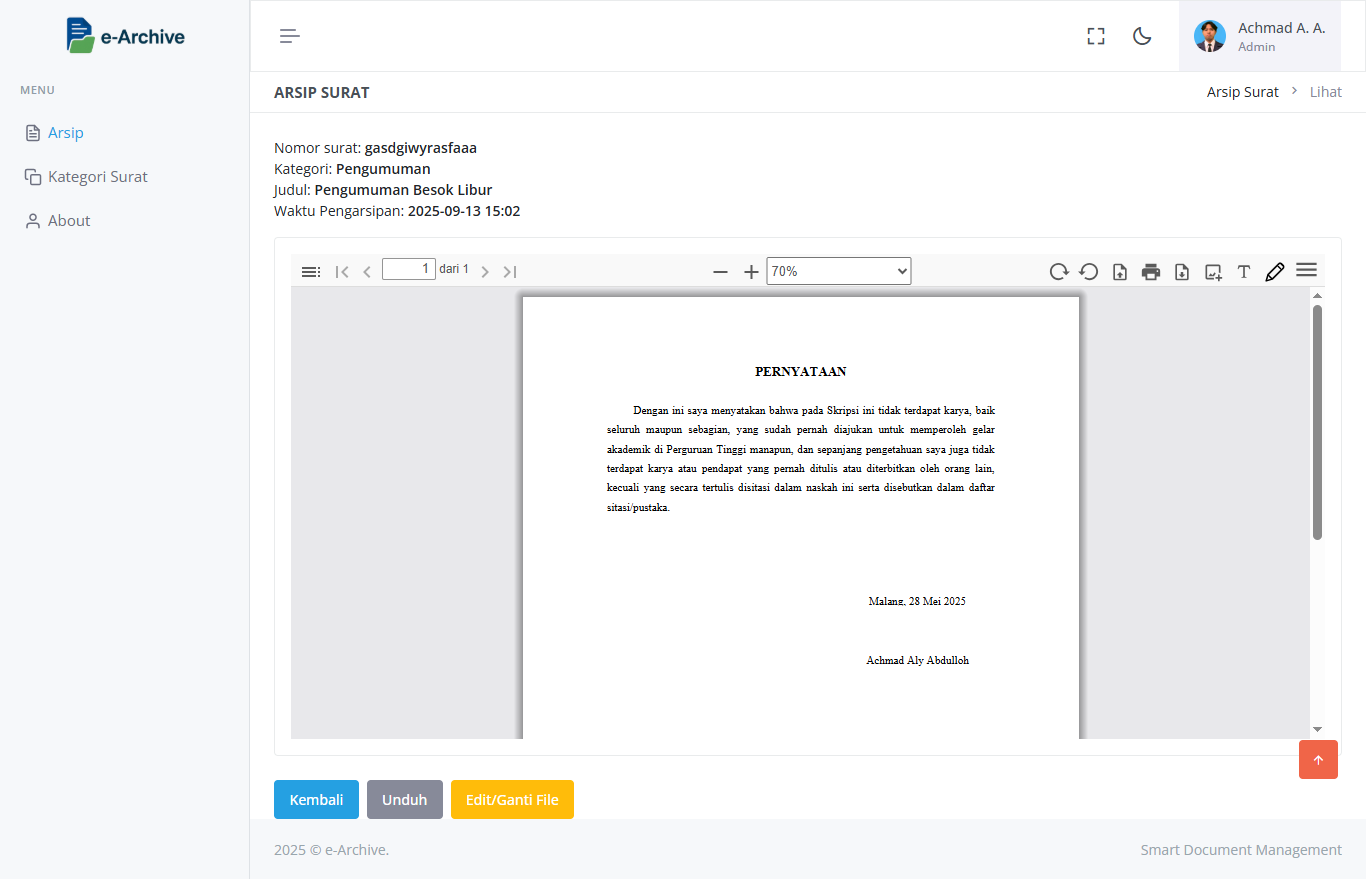 e-Archive
Achmad A. A.
Admin
MENU
Arsip
Kategori Surat
About
ARSIP SURAT
Arsip Surat > Lihat
Nomor surat: gasdgiwyrasfaaa
Kategori: Pengumuman
Judul: Pengumuman Besok Libur
Waktu Pengarsipan: 2025-09-13 15:02
1 dari 1
70%
PERNYATAAN
Dengan ini saya menyatakan bahwa pada Skripsi ini tidak terdapat karya, baik
seluruh maupun sebagian, yang sudah pernah diajukan untuk memperoleh gelar
akademik di Perguruan Tinggi manapun, dan sepanjang pengetahuan saya juga tidak
terdapat karya atau pendapat yang pernah ditulis atau diterbitkan oleh orang lain,
kecuali yang secara tertulis disitasi dalam naskah ini serta disebutkan dalam daftar
sitasi/pustaka.
Malang, 28 Mei 2025
Achmad Aly Abdulloh
Kembali
Unduh
Edit/Ganti File
2025 © e-Archive.
Smart Document Management